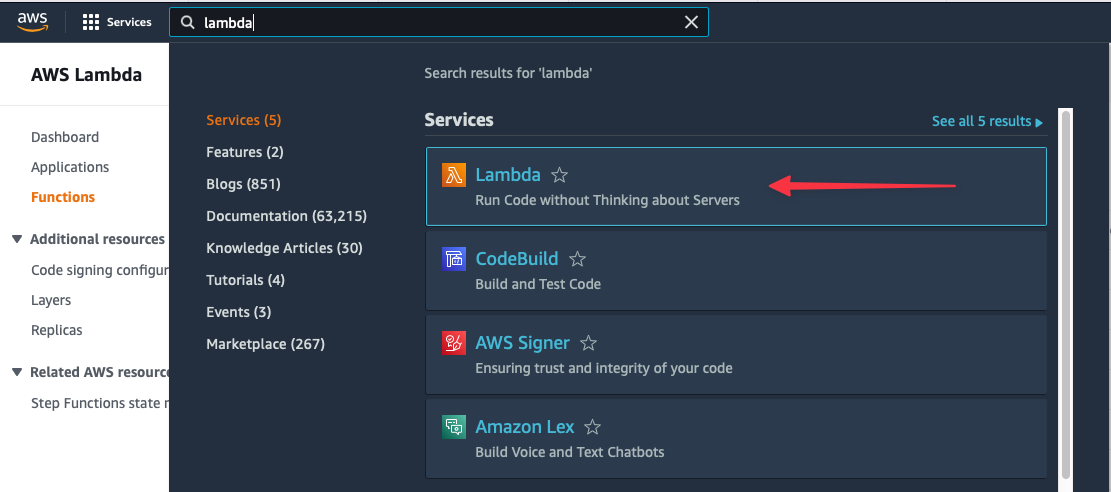 aws
Services
lambda
AWS Lambda
Dashboard
Applications
Functions
Additional resources
Code signing configur
Layers
Replicas
Related AWS resourc
Step Functions state
Search results for 'lambda'
Services (5)
Features (2)
Blogs (851)
Documentation (63,215)
Knowledge Articles (30)
Tutorials (4)
Events (3)
Marketplace (267)
Services
See all 5 results
Lambda
Run Code without Thinking about Servers
CodeBuild
Build and Test Code
AWS Signer
Ensuring trust and integrity of your code
Amazon Lex
Build Voice and Text Chatbots